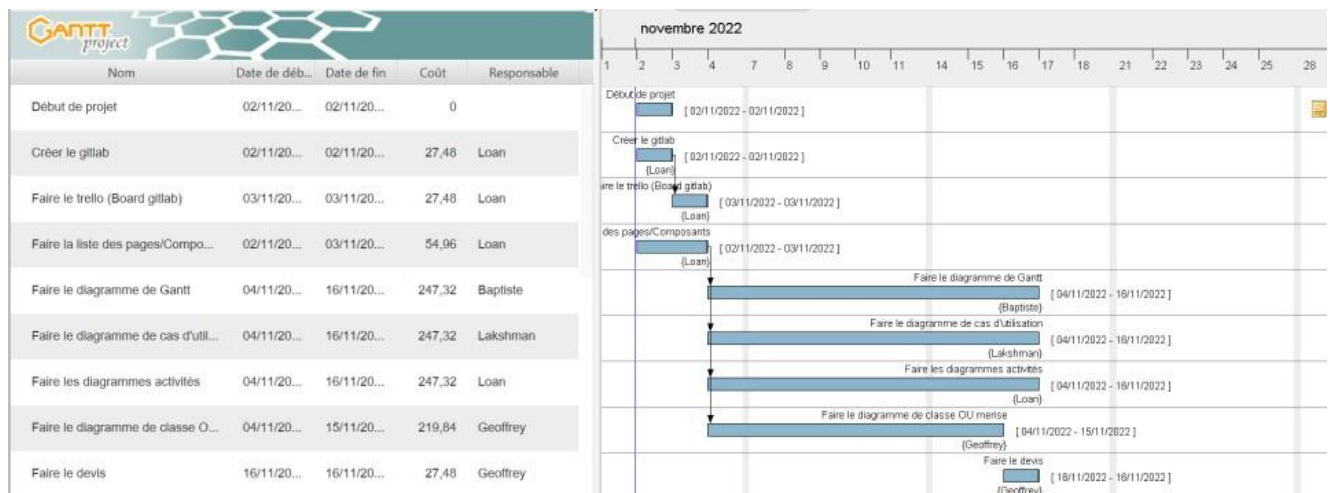 GANTT
project
Nom Date de déb... Date de fin Coût Responsable
Début de projet 02/11/20... 02/11/20... 0
Créer le gitlab 02/11/20... 02/11/20... 27,48 Loan
Faire le trello (Board gitlab) 03/11/20... 03/11/20... 27,48 Loan
Faire la liste des pages/Compo... 02/11/20... 03/11/20... 54,96 Loan
Faire le diagramme de Gantt 04/11/20... 16/11/20... 247,32 Baptiste
Faire le diagramme de cas d'util... 04/11/20... 16/11/20... 247,32 Lakshman
Faire les diagrammes activités 04/11/20... 16/11/20... 247,32 Loan
Faire le diagramme de classe O... 04/11/20... 15/11/20... 219,84 Geoffrey
Faire le devis 16/11/20... 16/11/20... 27,48 Geoffrey
novembre 2022
1 2 3 4 7 8 9 10 11 14 15 16 17 18 21 22 23 24 25 28
Début de projet
[ 02/11/2022 - 02/11/2022 ]
Créer le gitlab
[ 02/11/2022 - 02/11/2022 ]
{Loan}
ire le trello (Board gitlab)
[ 03/11/2022 - 03/11/2022 ]
{Loan}
des pages/Composants
[ 02/11/2022 - 03/11/2022 ]
{Loan}
Faire le diagramme de Gantt
[ 04/11/2022 - 16/11/2022 ]
{Baptiste}
Faire le diagramme de cas d'utilisation
[ 04/11/2022 - 16/11/2022 ]
{Lakshman}
Faire les diagrammes activités
[ 04/11/2022 - 16/11/2022 ]
{Loan}
Faire le diagramme de classe OU merise
[ 04/11/2022 - 15/11/2022 ]
{Geoffrey}
Faire le devis
[ 16/11/2022 - 16/11/2022 ]
{Geoffrey}